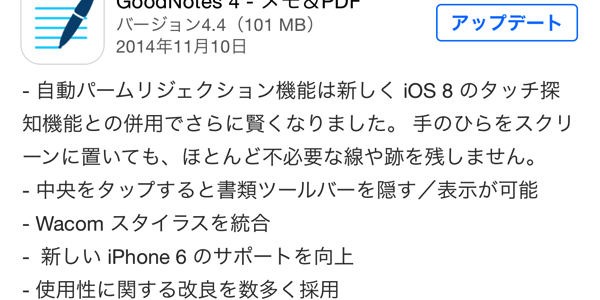 GoodNotes 4 - メモ&PDF
バージョン4.4（101 MB）
2014年11月10日
アップデート
- 自動パームリジェクション機能は新しく iOS 8 のタッチ探
知機能との併用でさらに賢くなりました。 手のひらをスクリ
ーンに置いても、ほとんど不必要な線や跡を残しません。
- 中央をタップすると書類ツールバーを隠す／表示が可能
- Wacom スタイラスを統合
-  新しい iPhone 6 のサポートを向上
- 使用性に関する改良を数多く採用